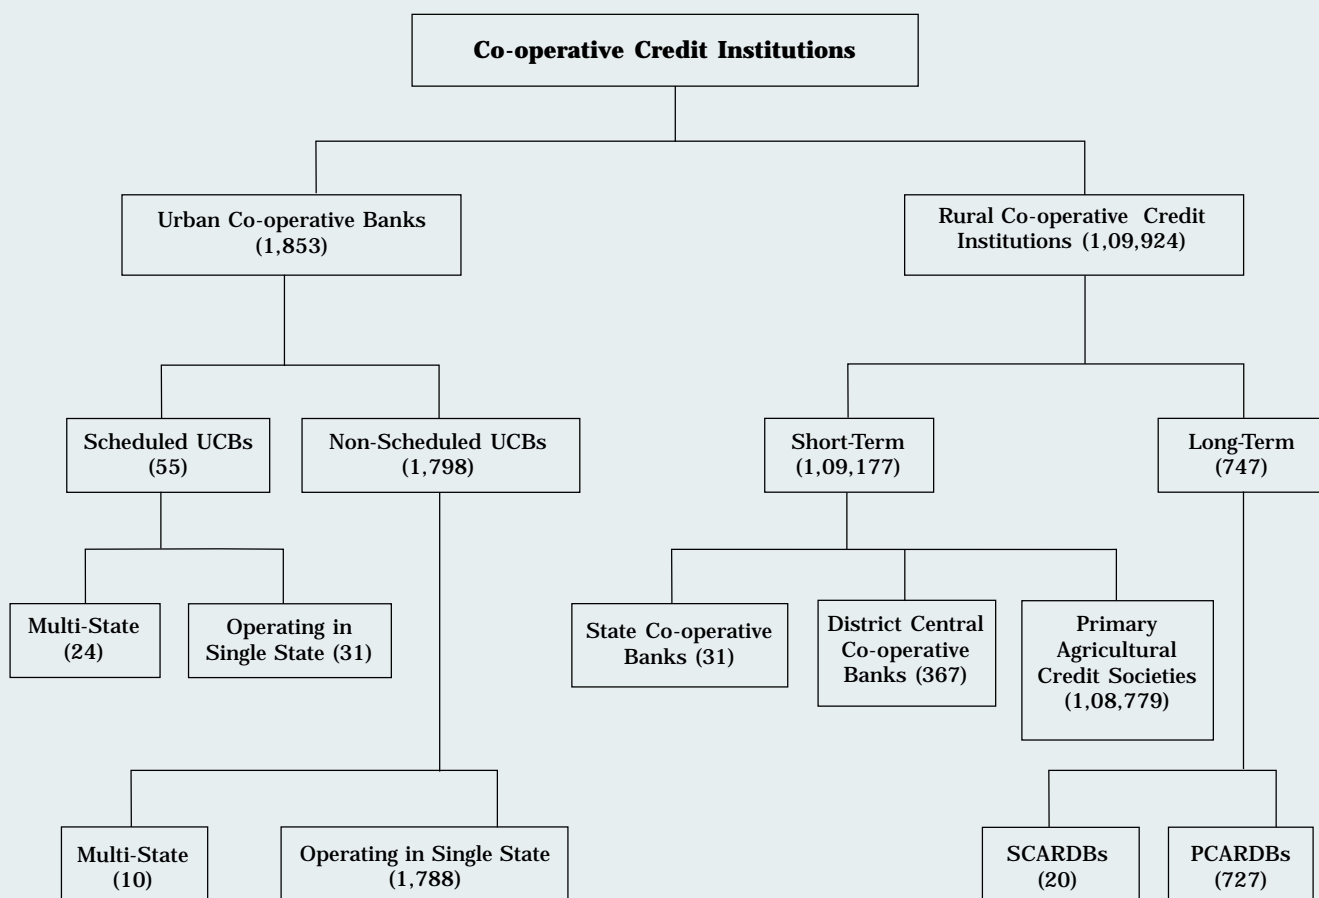 Co-operative Credit Institutions
Urban Co-operative Banks
(1,853)
Rural Co-operative Credit
Institutions (1,09,924)
Scheduled UCBs
(55)
Non-Scheduled UCBs
(1,798)
Short-Term
(1,09,177)
Long-Term
(747)
Multi-State
(24)
Operating in
Single State (31)
State Co-operative
Banks (31)
District Central
Co-operative
Banks (367)
Primary
Agricultural
Credit Societies
(1,08,779)
Multi-State
(10)
Operating in Single State
(1,788)
SCARDBs
(20)
PCARDBs
(727)